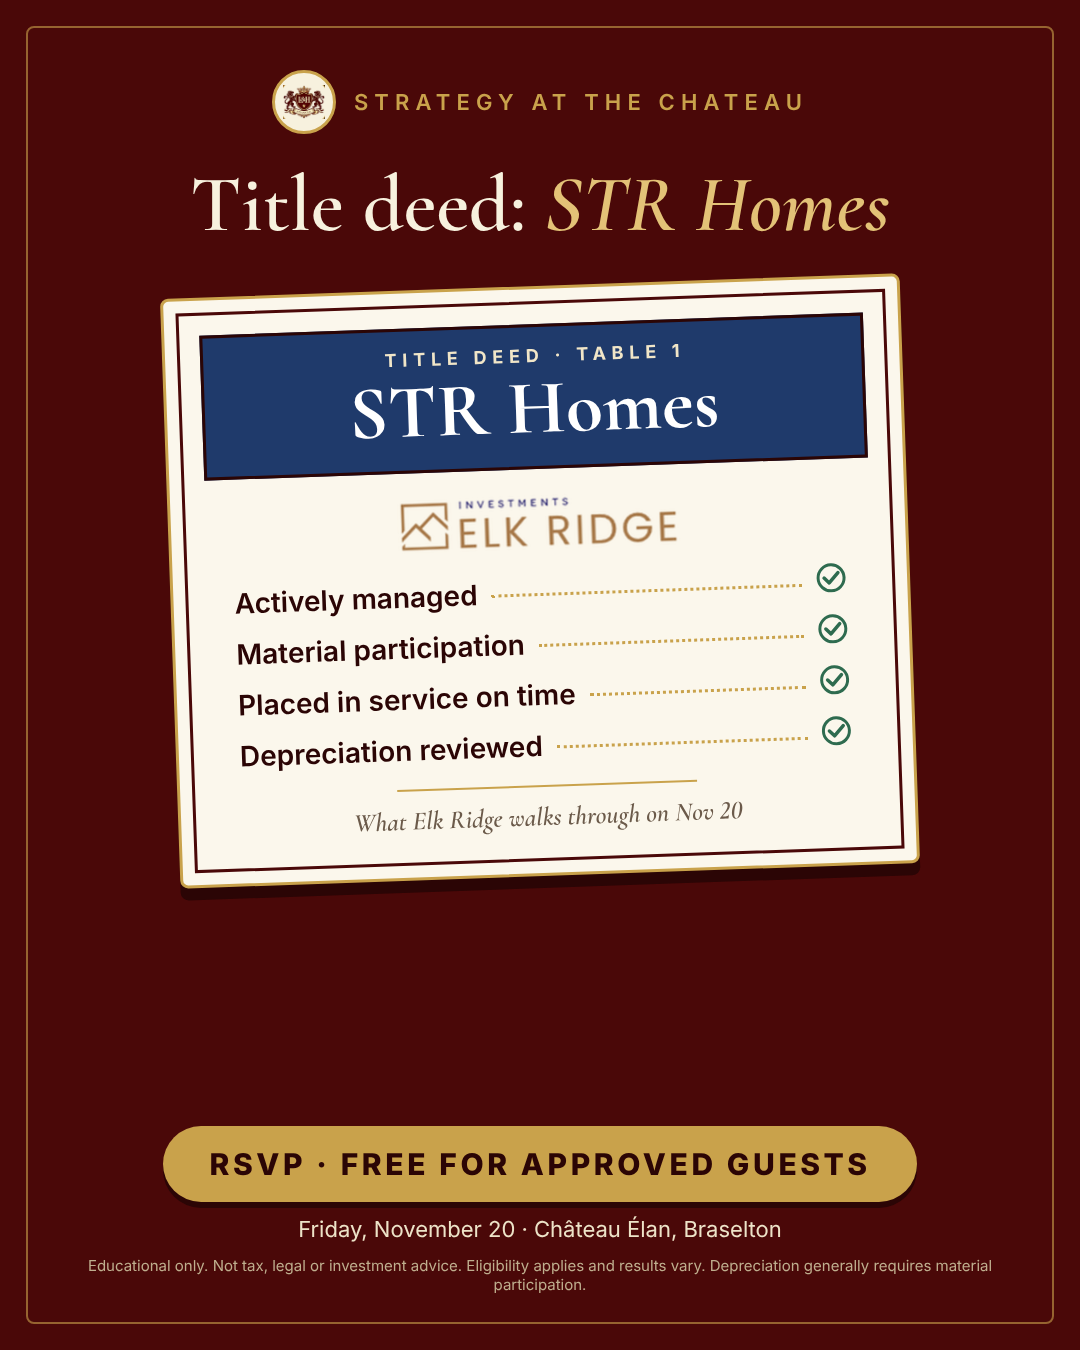 STRATEGY AT THE CHATEAU
Title deed: STR Homes
TITLE DEED · TABLE 1
STR Homes
INVESTMENTS
ELK RIDGE
Actively managed
Material participation
Placed in service on time
Depreciation reviewed
What Elk Ridge walks through on Nov 20
RSVP · FREE FOR APPROVED GUESTS
Friday, November 20 · Château Élan, Braselton
Educational only. Not tax, legal or investment advice. Eligibility applies and results vary. Depreciation generally requires material
participation.